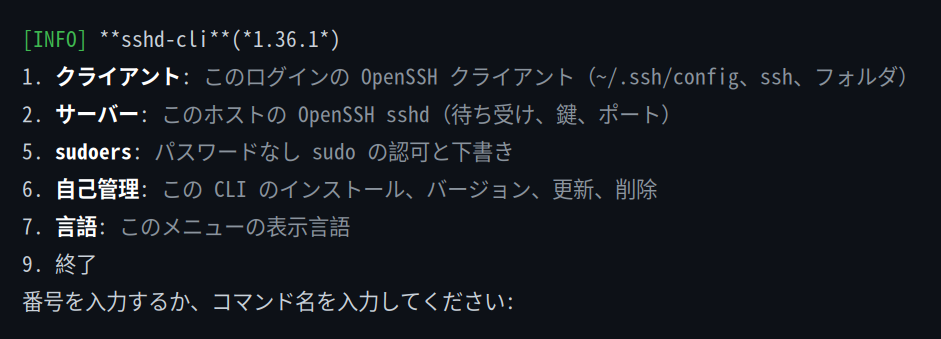 [INFO] **sshd-cli**(*1.36.1*)
1. クライアント: このログインの OpenSSH クライアント（~/.ssh/config、ssh、フォルダ）
2. サーバー: このホストの OpenSSH sshd（待ち受け、鍵、ポート）
5. sudoers: パスワードなし sudo の認可と下書き
6. 自己管理: この CLI のインストール、バージョン、更新、削除
7. 言語: このメニューの表示言語
9. 終了
番号を入力するか、コマンド名を入力してください: